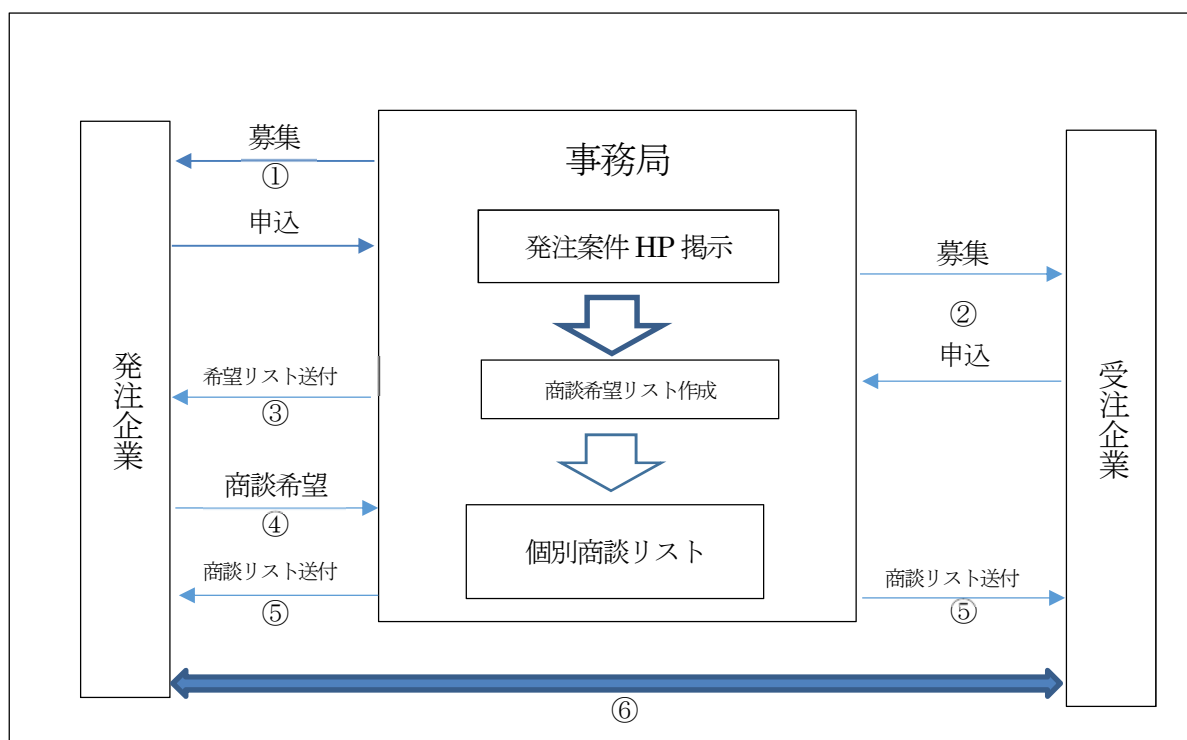 募集
①
事務局
申込
発注案件 HP 掲示
募集
②
申込
発注企業
希望リスト送付
③
商談希望リスト作成
受注企業
商談希望
④
個別商談リスト
商談リスト送付
⑤
商談リスト送付
⑤
⑥